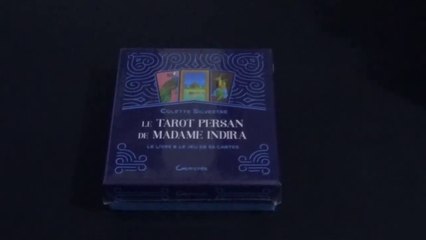 COLETTE SILVESTRE
LE TAROT PERSAN
DE MADAME INDIRA
LE LIVRE & LE JEU DE 55 CARTES